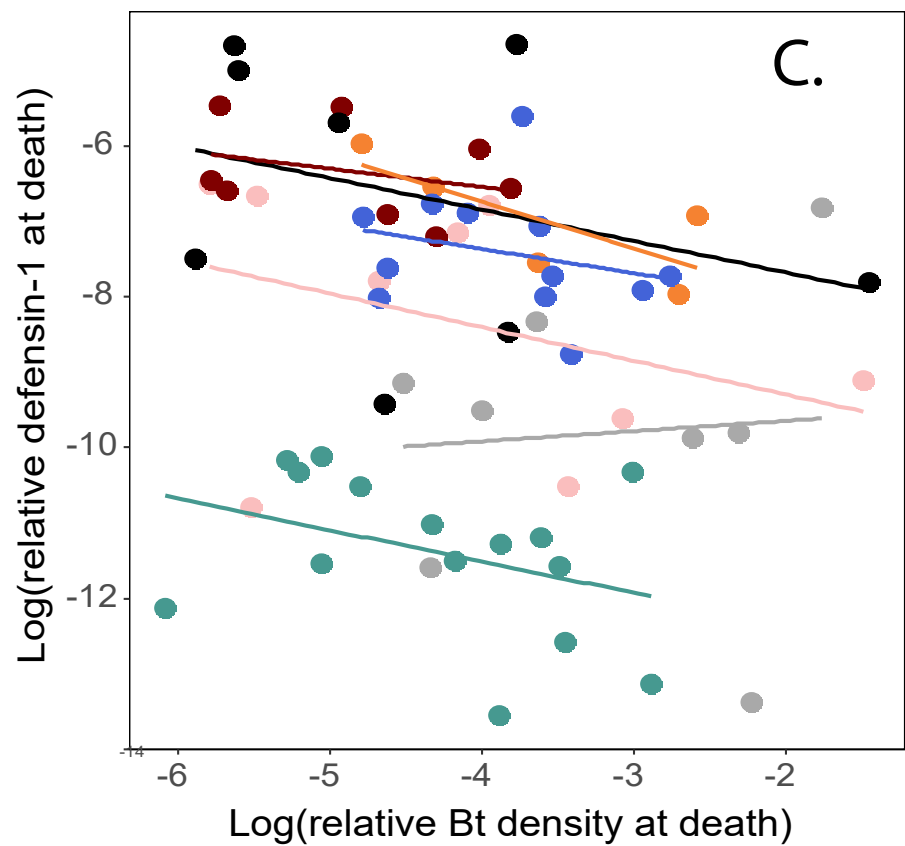 C.
Log(relative defensin-1 at death)
-6
-8
-10
-12
-14
-6 -5 -4 -3 -2
Log(relative Bt density at death)